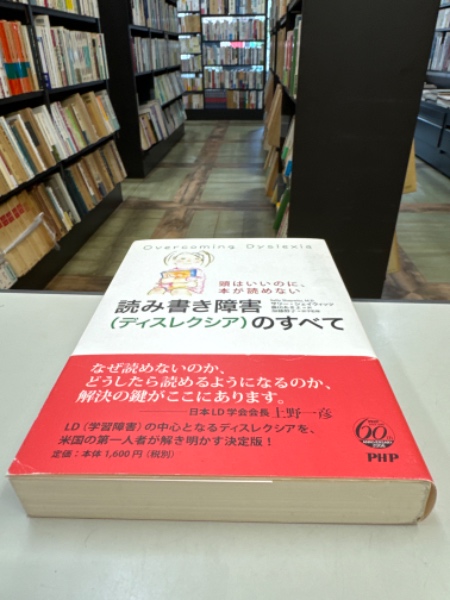 Overcoming Dyslexia
頭はいいのに、
本が読めない
読み書き障害
(ディスレクシア)のすべて
なぜ読めないのか、
どうしたら読めるようになるのか、
解決の鍵がここにあります。
日本LD学会会長 上野一彦
LD(学習障害)の中心となるディスレクシアを、
米国の第一人者が解き明かす決定版!
定価:本体1,600円(税別)
60
PHP